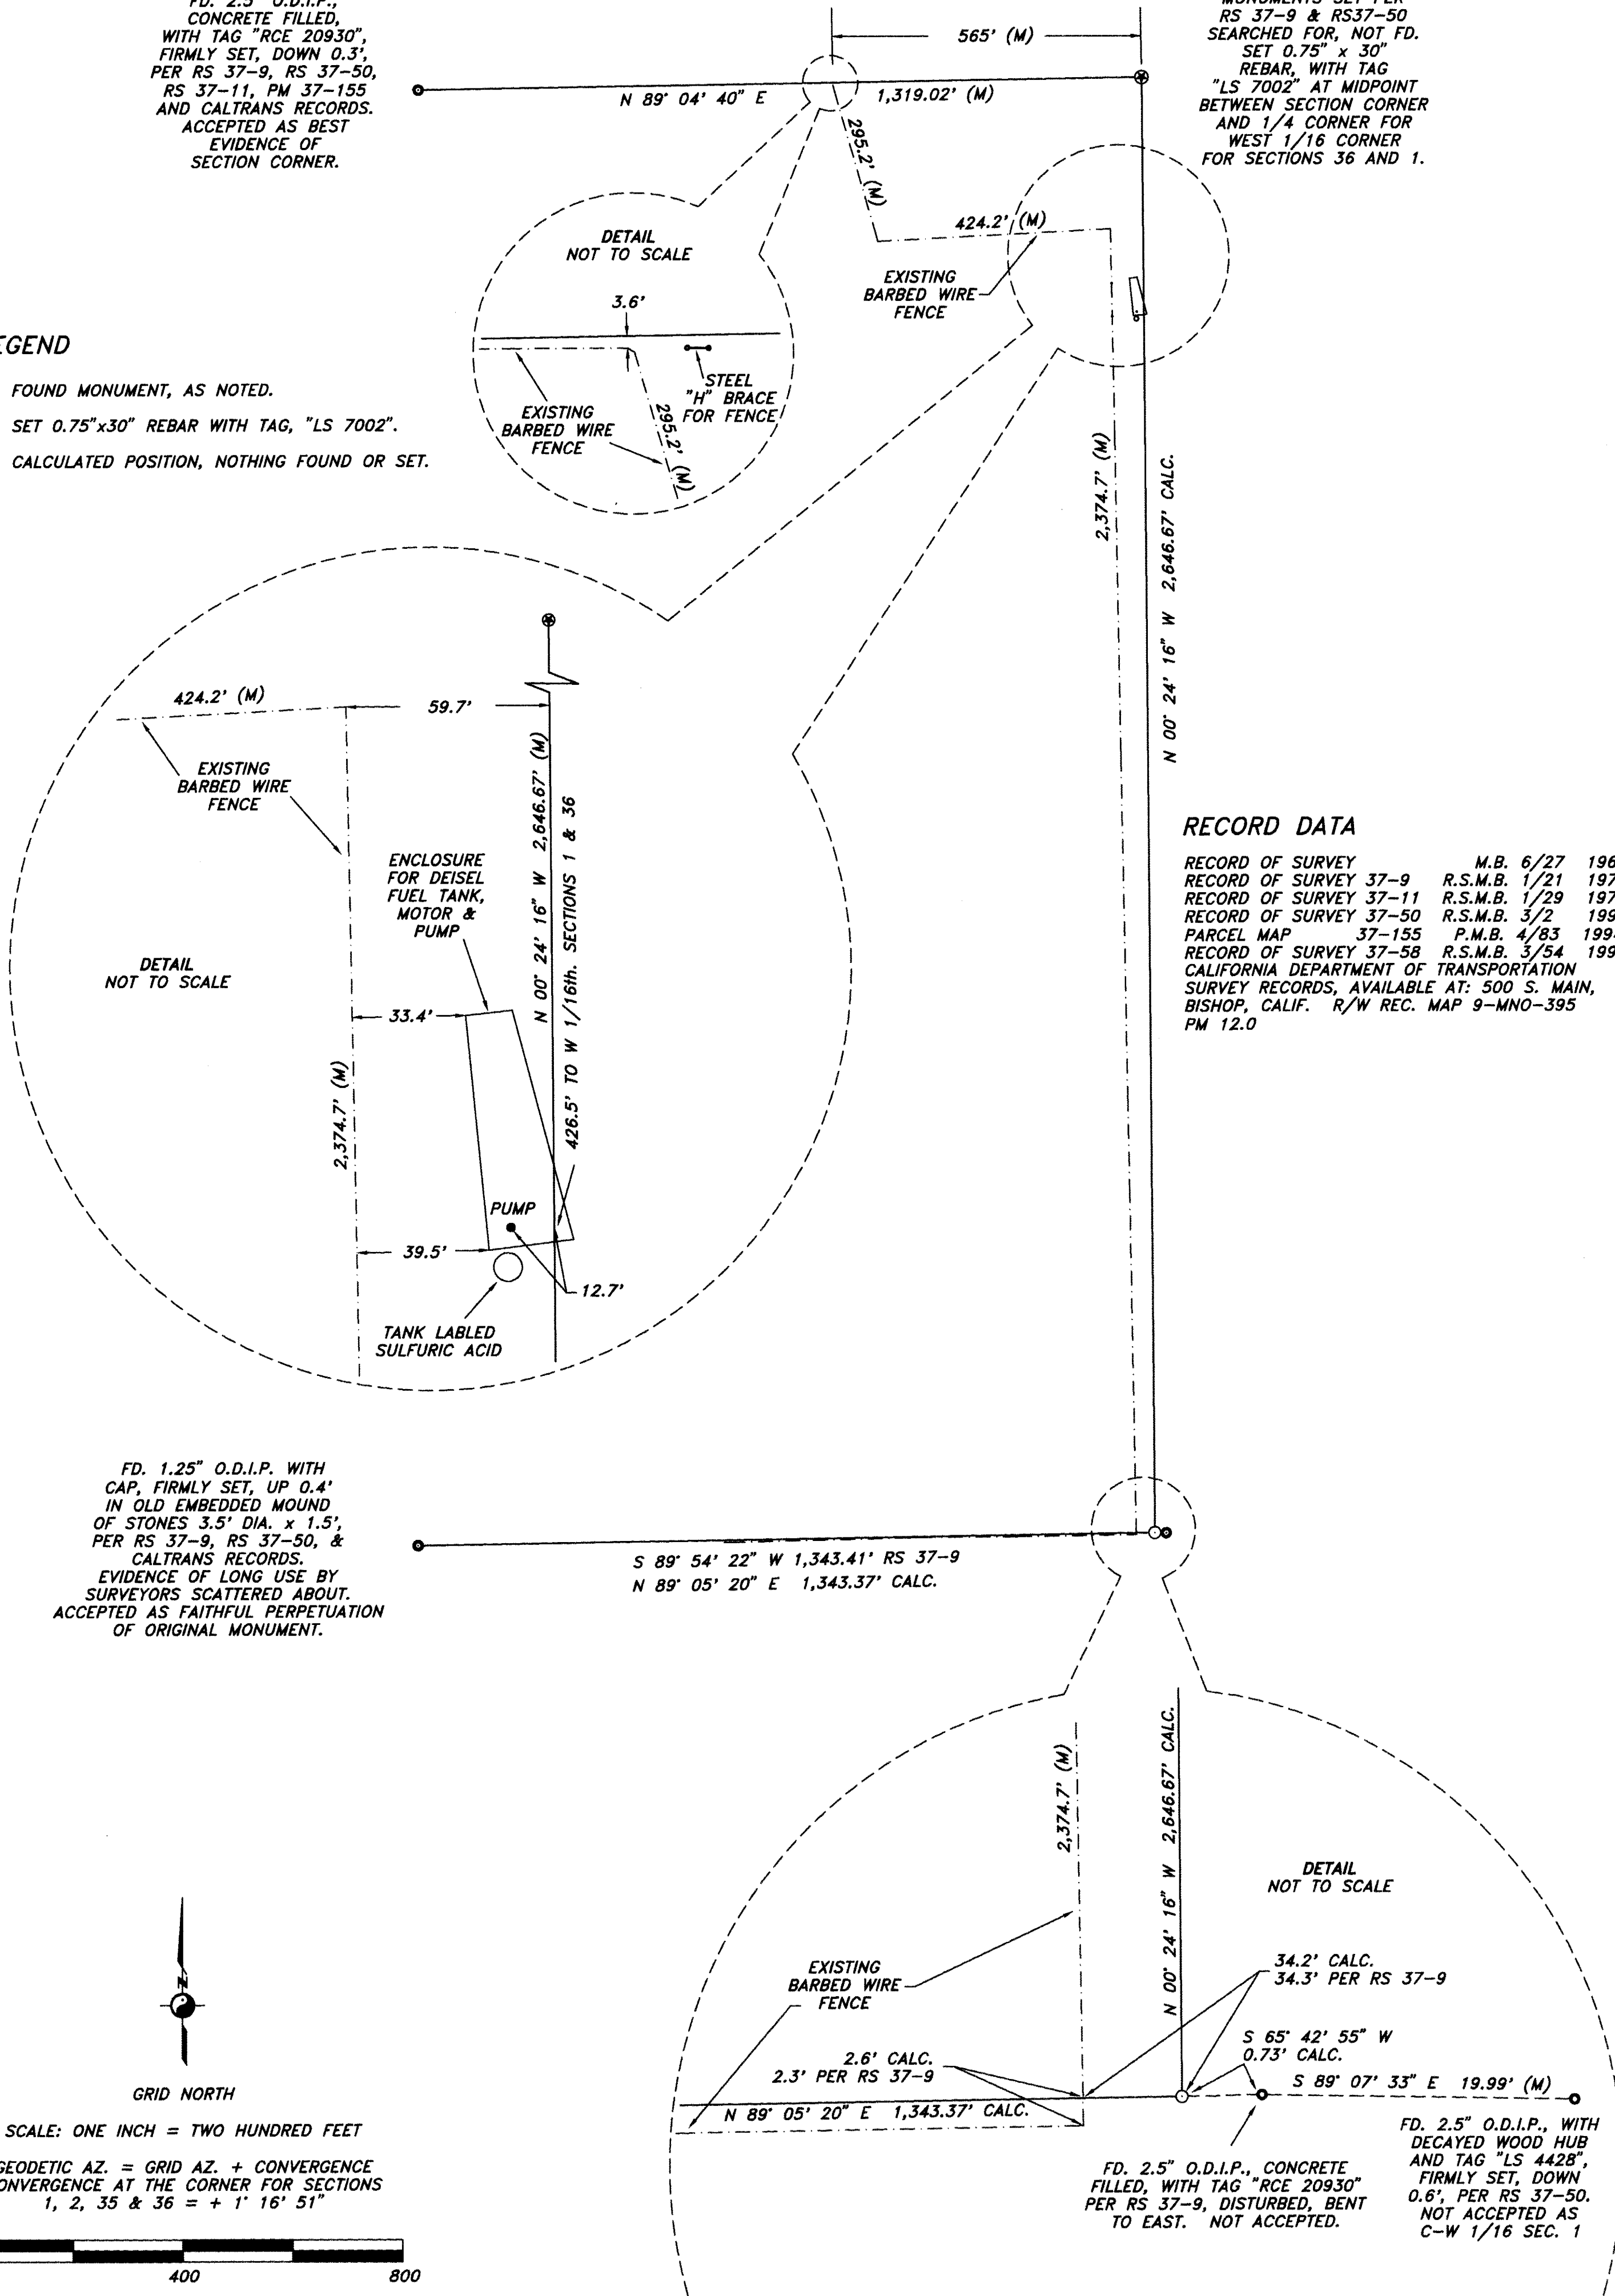 CONCRETE FILLED,
WITH TAG "RCE 20930",
FIRMLY SET, DOWN 0.3',
PER RS 37-9, RS 37-50,
RS 37-11, PM 37-155
AND CALTRANS RECORDS.
ACCEPTED AS BEST
EVIDENCE OF
SECTION CORNER.
565' (M)
RS 37-9 & RS37-50
SEARCHED FOR, NOT FD.
SET 0.75" x 30"
REBAR, WITH TAG
"LS 7002" AT MIDPOINT
BETWEEN SECTION CORNER
AND 1/4 CORNER FOR
WEST 1/16 CORNER
FOR SECTIONS 36 AND 1.
N 89° 04' 40" E 1,319.02' (M)
295.2' (M)
424.2' (M)
EXISTING
BARBED WIRE
FENCE
DETAIL
NOT TO SCALE
3.6'
STEEL
"H" BRACE
FOR FENCE
EXISTING
BARBED WIRE
FENCE
295.2' (M)
EGEND
FOUND MONUMENT, AS NOTED.
SET 0.75"x30" REBAR WITH TAG, "LS 7002".
CALCULATED POSITION, NOTHING FOUND OR SET.
2,374.7' (M)
N 00° 24' 16" W 2,646.67' CALC.
424.2' (M)
59.7'
EXISTING
BARBED WIRE
FENCE
N 00° 24' 16" W 2,646.67' (M)
426.5' TO W 1/16th. SECTIONS 1 & 36
ENCLOSURE
FOR DEISEL
FUEL TANK,
MOTOR &
PUMP
DETAIL
NOT TO SCALE
33.4'
2,374.7' (M)
PUMP
39.5'
12.7'
TANK LABLED
SULFURIC ACID
RECORD DATA
RECORD OF SURVEY M.B. 6/27 196
RECORD OF SURVEY 37-9 R.S.M.B. 1/21 197
RECORD OF SURVEY 37-11 R.S.M.B. 1/29 197
RECORD OF SURVEY 37-50 R.S.M.B. 3/2 199
PARCEL MAP 37-155 P.M.B. 4/83 199
RECORD OF SURVEY 37-58 R.S.M.B. 3/54 199
CALIFORNIA DEPARTMENT OF TRANSPORTATION
SURVEY RECORDS, AVAILABLE AT: 500 S. MAIN,
BISHOP, CALIF. R/W REC. MAP 9-MNO-395
PM 12.0
FD. 1.25" O.D.I.P. WITH
CAP, FIRMLY SET, UP 0.4'
IN OLD EMBEDDED MOUND
OF STONES 3.5' DIA. x 1.5',
PER RS 37-9, RS 37-50, &
CALTRANS RECORDS.
EVIDENCE OF LONG USE BY
SURVEYORS SCATTERED ABOUT.
ACCEPTED AS FAITHFUL PERPETUATION
OF ORIGINAL MONUMENT.
S 89° 54' 22" W 1,343.41' RS 37-9
N 89° 05' 20" E 1,343.37' CALC.
2,374.7' (M)
N 00° 24' 16" W 2,646.67' CALC.
DETAIL
NOT TO SCALE
EXISTING
BARBED WIRE
FENCE
34.2' CALC.
34.3' PER RS 37-9
2.6' CALC.
2.3' PER RS 37-9
S 65° 42' 55" W
0.73' CALC.
S 89° 07' 33" E 19.99' (M)
N 89° 05' 20" E 1,343.37' CALC.
FD. 2.5" O.D.I.P., CONCRETE
FILLED, WITH TAG "RCE 20930"
PER RS 37-9, DISTURBED, BENT
TO EAST. NOT ACCEPTED.
FD. 2.5" O.D.I.P., WITH
DECAYED WOOD HUB
AND TAG "LS 4428",
FIRMLY SET, DOWN
0.6', PER RS 37-50.
NOT ACCEPTED AS
C-W 1/16 SEC. 1
N
GRID NORTH
SCALE: ONE INCH = TWO HUNDRED FEET
GEODETIC AZ. = GRID AZ. + CONVERGENCE
ONVERGENCE AT THE CORNER FOR SECTIONS
1, 2, 35 & 36 = + 1° 16' 51"
400 800